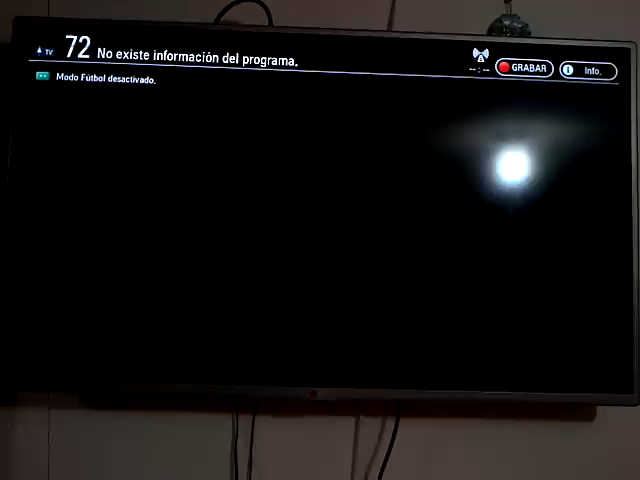 TV 72 No existe información del programa.
--:-- GRABAR i Info.
Modo Fútbol desactivado.